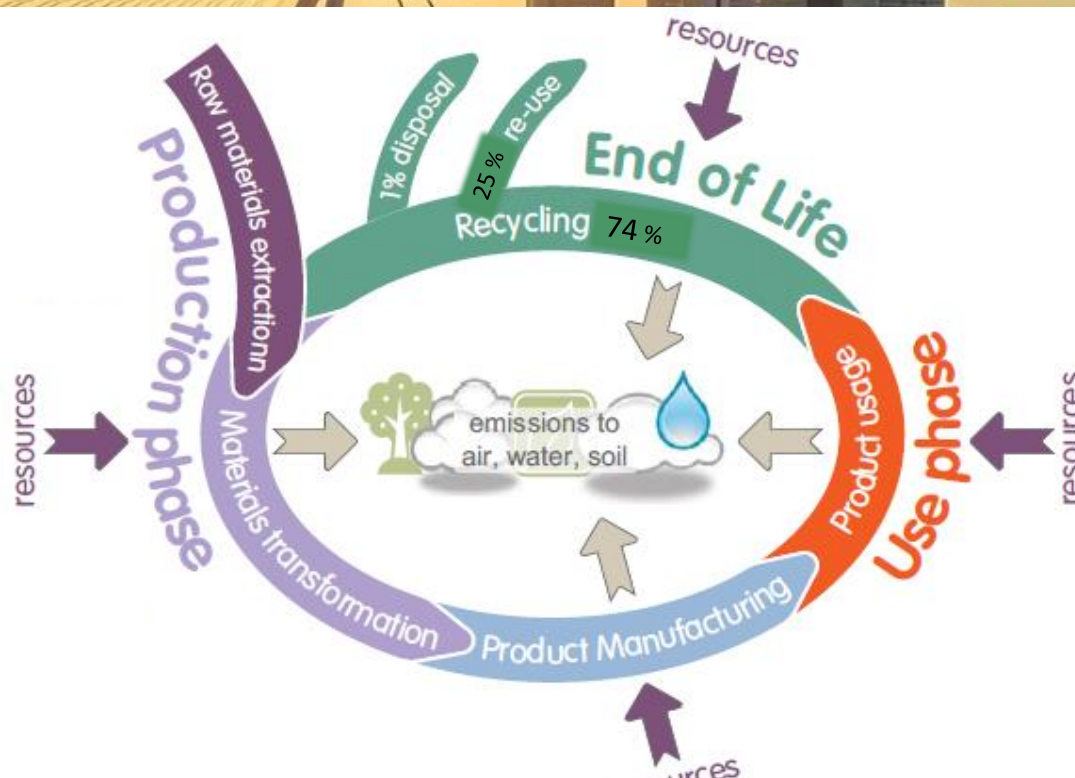 resources
Raw materials extractionn
1% disposal
25 % re-use
End of Life
Production phase
Recycling 74 %
resources
emissions to
air, water, soil
Product usage
Use phase
resources
Materials transformation
Product Manufacturing